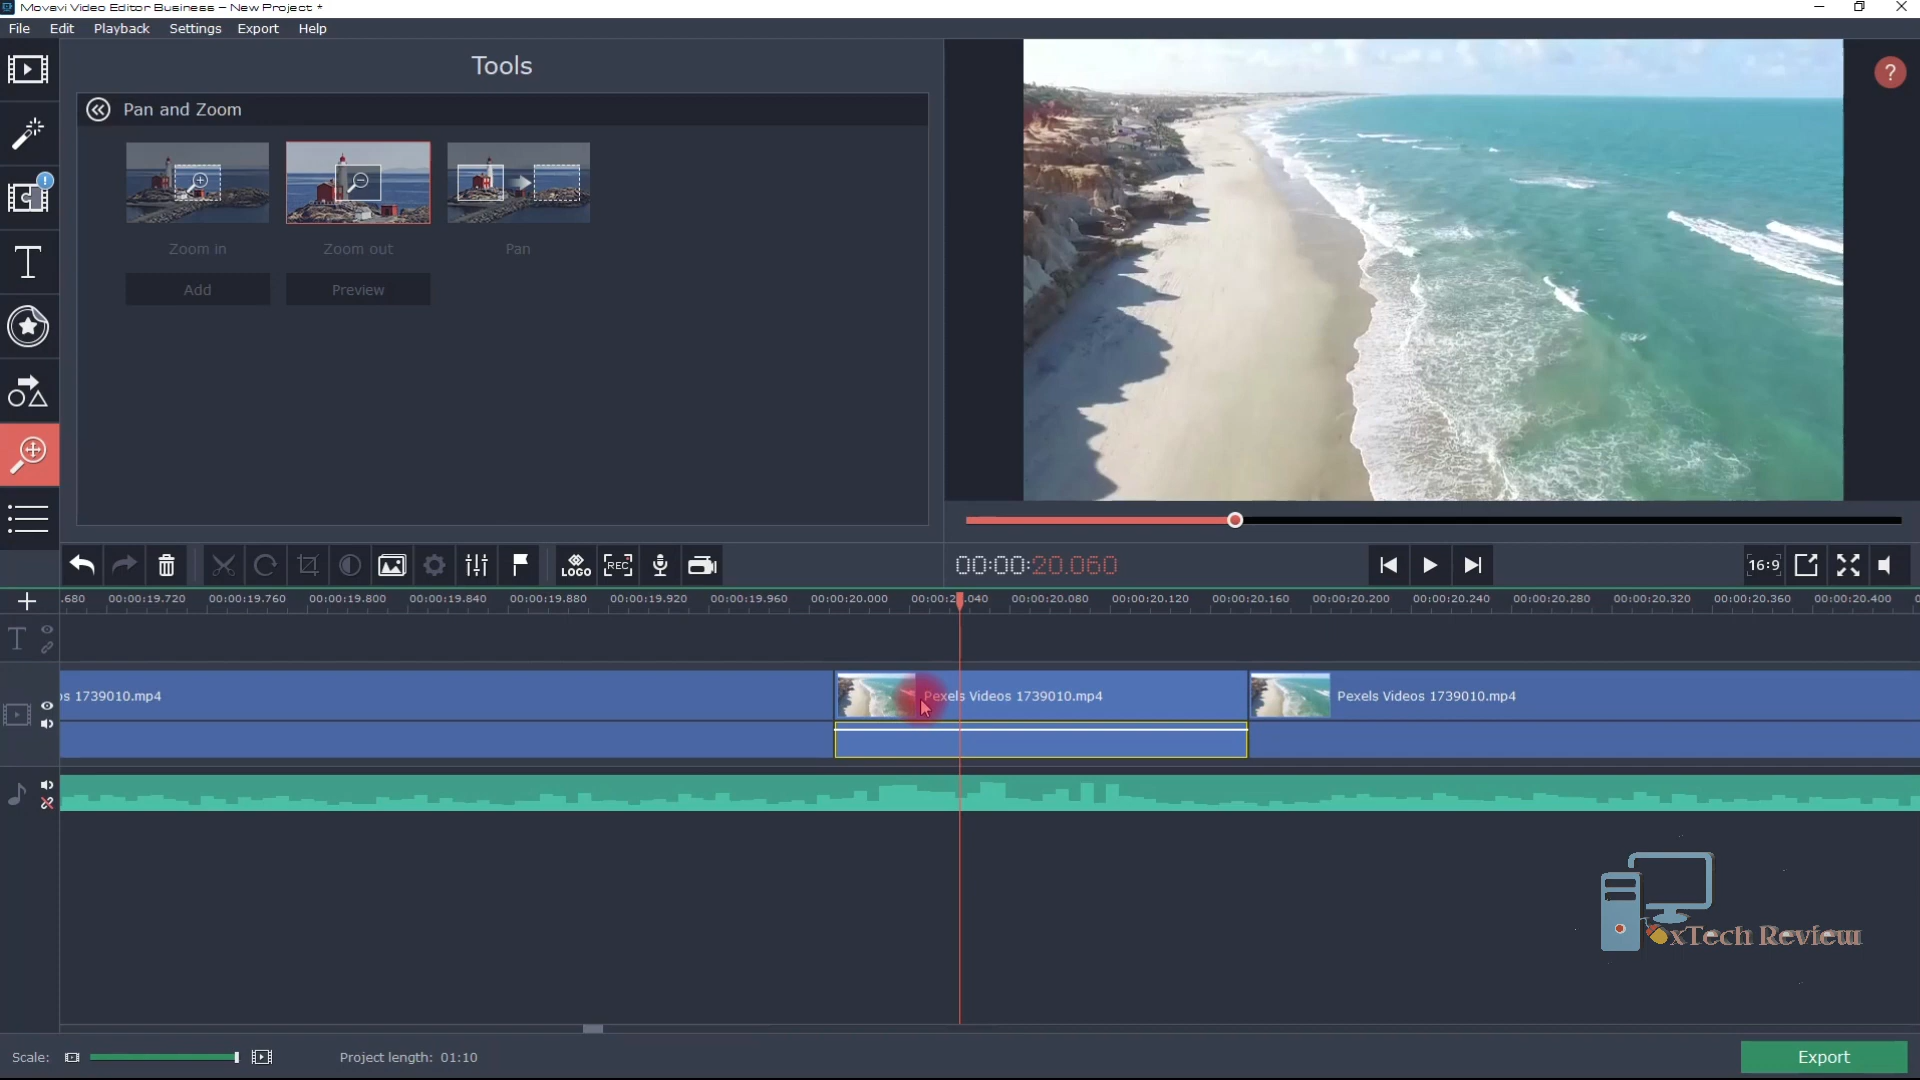 Movavi Video Editor Business – New Project *
File Edit Playback Settings Export Help
Tools
Pan and Zoom
?
Zoom in Zoom out Pan
Add Preview
LOGO REC 00:00:20.060 16:9
.680 00:00:19.720 00:00:19.760 00:00:19.800 00:00:19.840 00:00:19.880 00:00:19.920 00:00:19.960 00:00:20.000 00:00:20.040 00:00:20.080 00:00:20.120 00:00:20.160 00:00:20.200 00:00:20.240 00:00:20.280 00:00:20.320 00:00:20.360 00:00:20.400
T
os 1739010.mp4 Pexels Videos 1739010.mp4 Pexels Videos 1739010.mp4
xTech Review
Scale: Project length: 01:10 Export